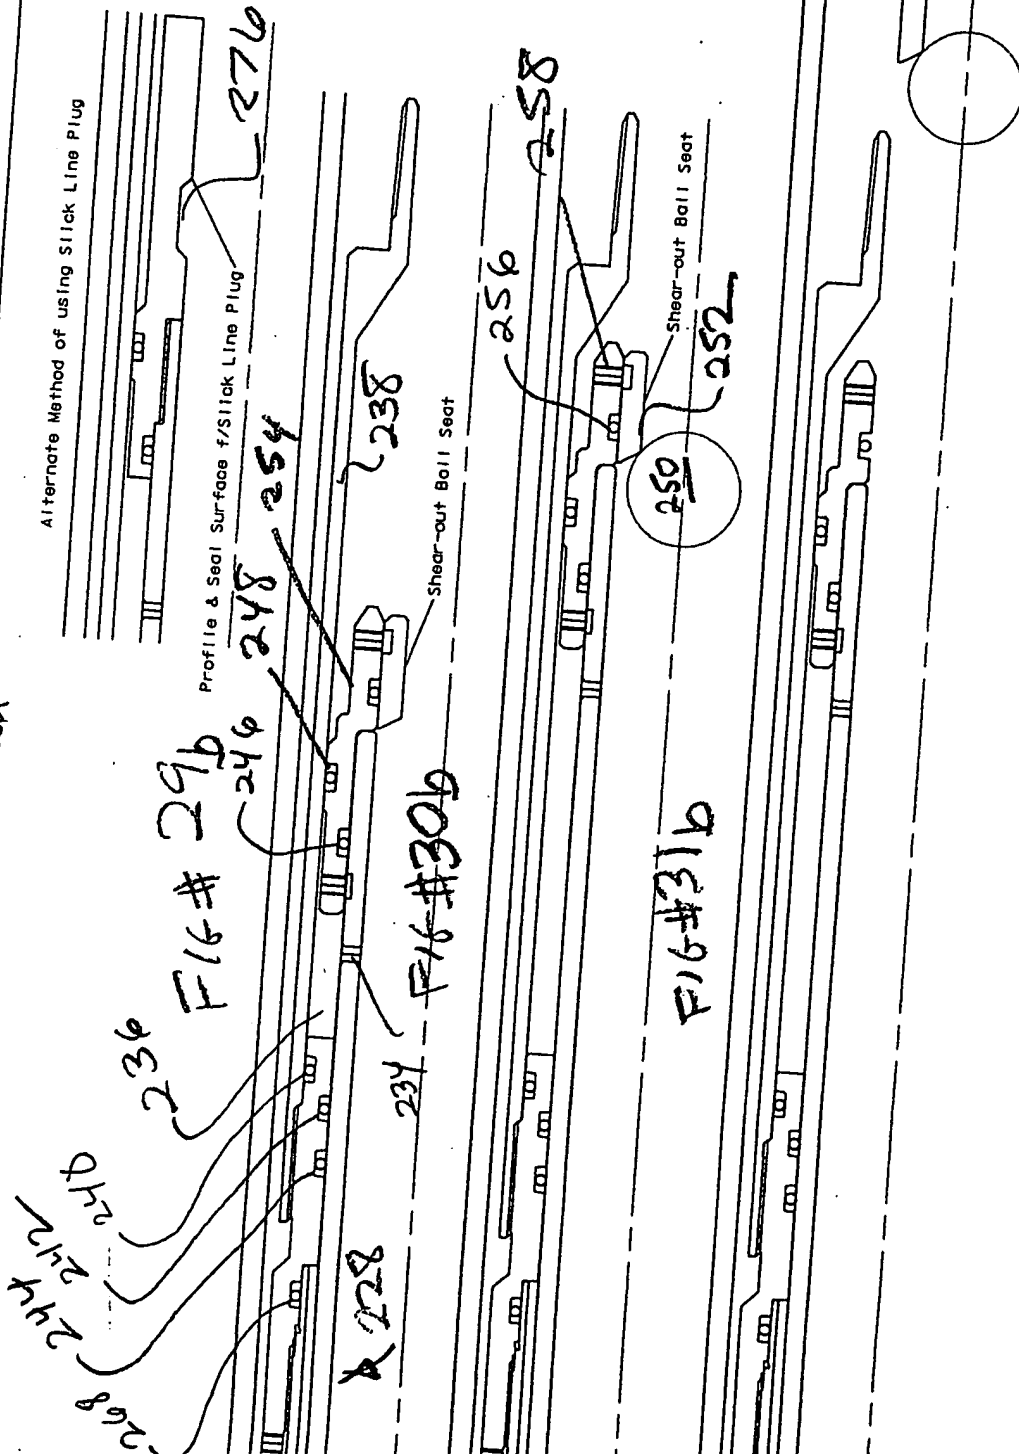 Alternate Method of using Slick Line Plug
276
Profile & Seal Surface f/Slick Line Plug
FIG# 29b
236
240
242
244
268
246
248
254
238
Shear-out Ball Seat
234
228
FIG#30b
258
256
Shear-out Ball Seat
252
250
FIG#31b